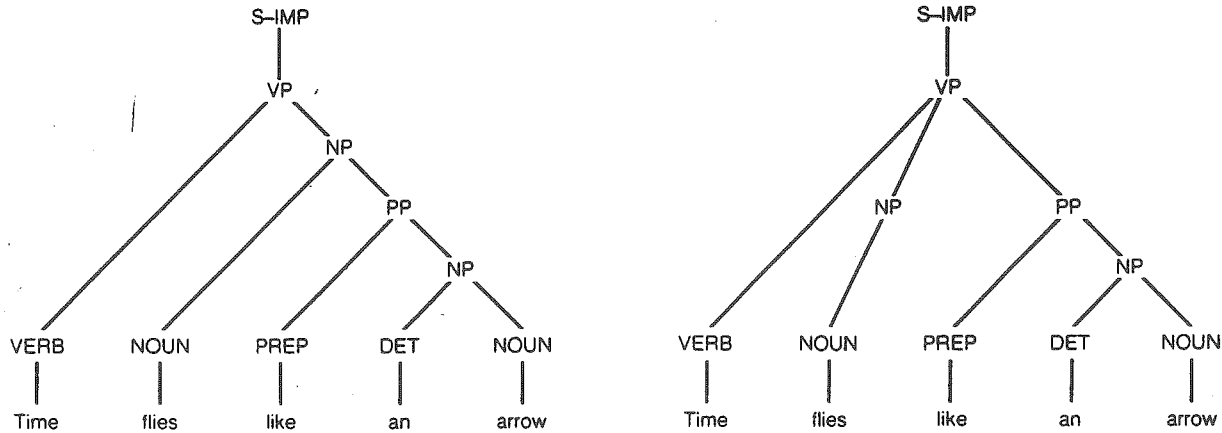 S–IMP S–IMP
VP VP
NP
PP NP PP
NP NP
VERB NOUN PREP DET NOUN VERB NOUN PREP DET NOUN
Time flies like an arrow Time flies like an arrow